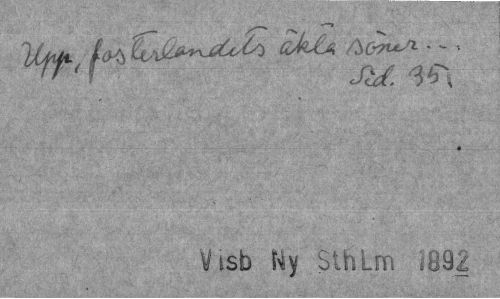 Upp, fosterlandets äkta söner...
Sid. 35.
Visb Ny SthLm 1892